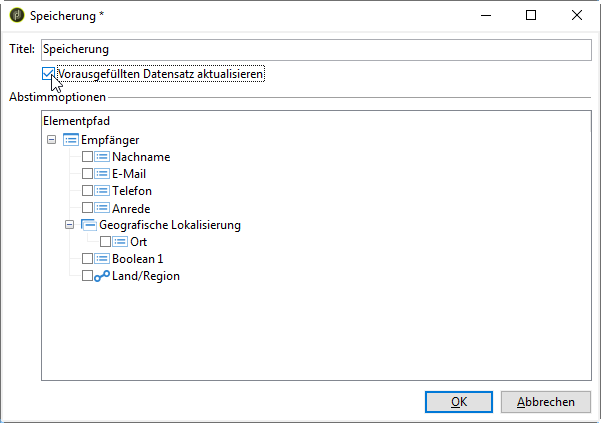 Speicherung *
Titel: Speicherung
Vorausgefüllten Datensatz aktualisieren
Abstimmoptionen
Elementpfad
Empfänger
Nachname
E-Mail
Telefon
Anrede
Geografische Lokalisierung
Ort
Boolean 1
Land/Region
OK
Abbrechen